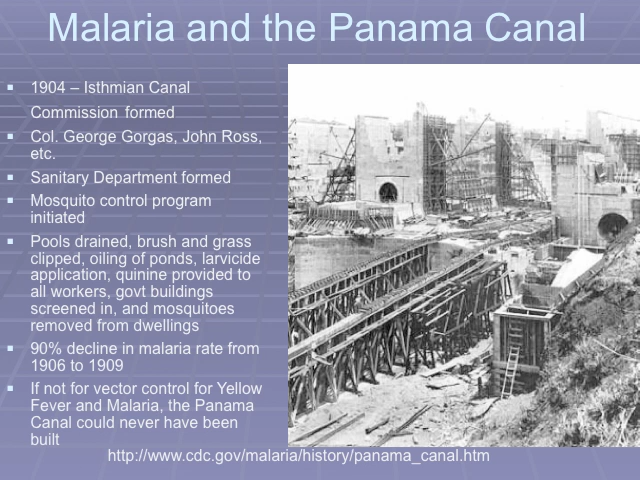 Malaria and the Panama Canal
1904 – Isthmian Canal
Commission formed
Col. George Gorgas, John Ross,
etc.
Sanitary Department formed
Mosquito control program
initiated
Pools drained, brush and grass
clipped, oiling of ponds, larvicide
application, quinine provided to
all workers, govt buildings
screened in, and mosquitoes
removed from dwellings
90% decline in malaria rate from
1906 to 1909
If not for vector control for Yellow
Fever and Malaria, the Panama
Canal could never have been
built
http://www.cdc.gov/malaria/history/panama_canal.htm